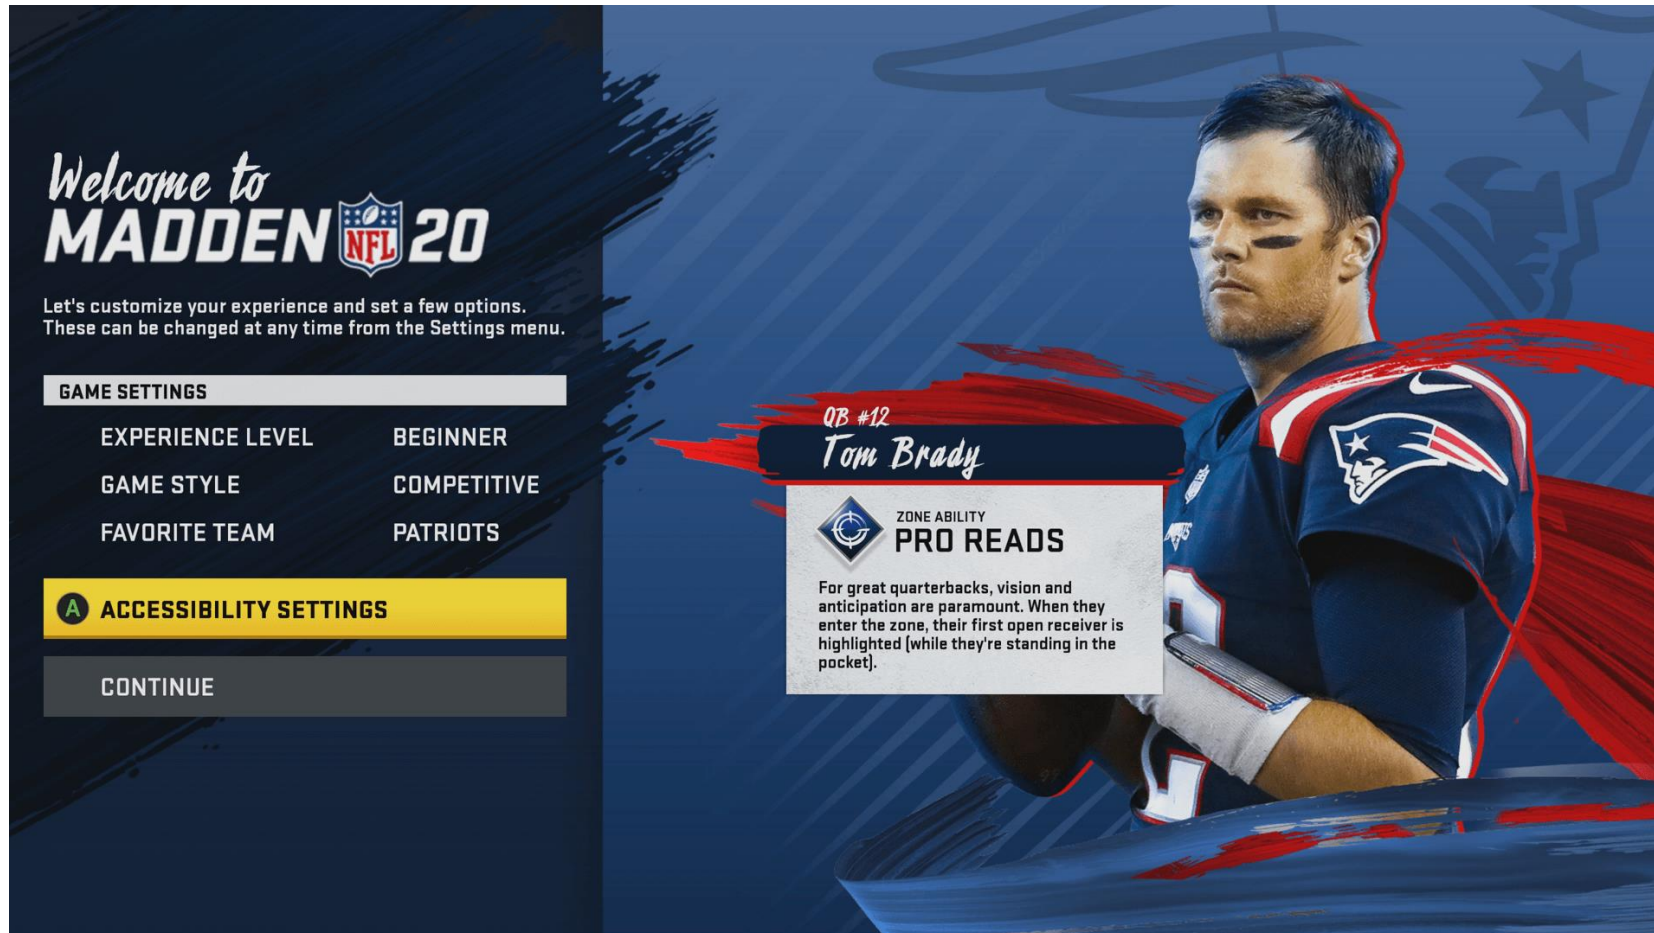 Welcome to
MADDEN NFL 20
Let's customize your experience and set a few options.
These can be changed at any time from the Settings menu.
GAME SETTINGS
EXPERIENCE LEVEL BEGINNER
GAME STYLE COMPETITIVE
FAVORITE TEAM PATRIOTS
A ACCESSIBILITY SETTINGS
CONTINUE
QB #12
Tom Brady
ZONE ABILITY
PRO READS
For great quarterbacks, vision and
anticipation are paramount. When they
enter the zone, their first open receiver is
highlighted (while they're standing in the
pocket).